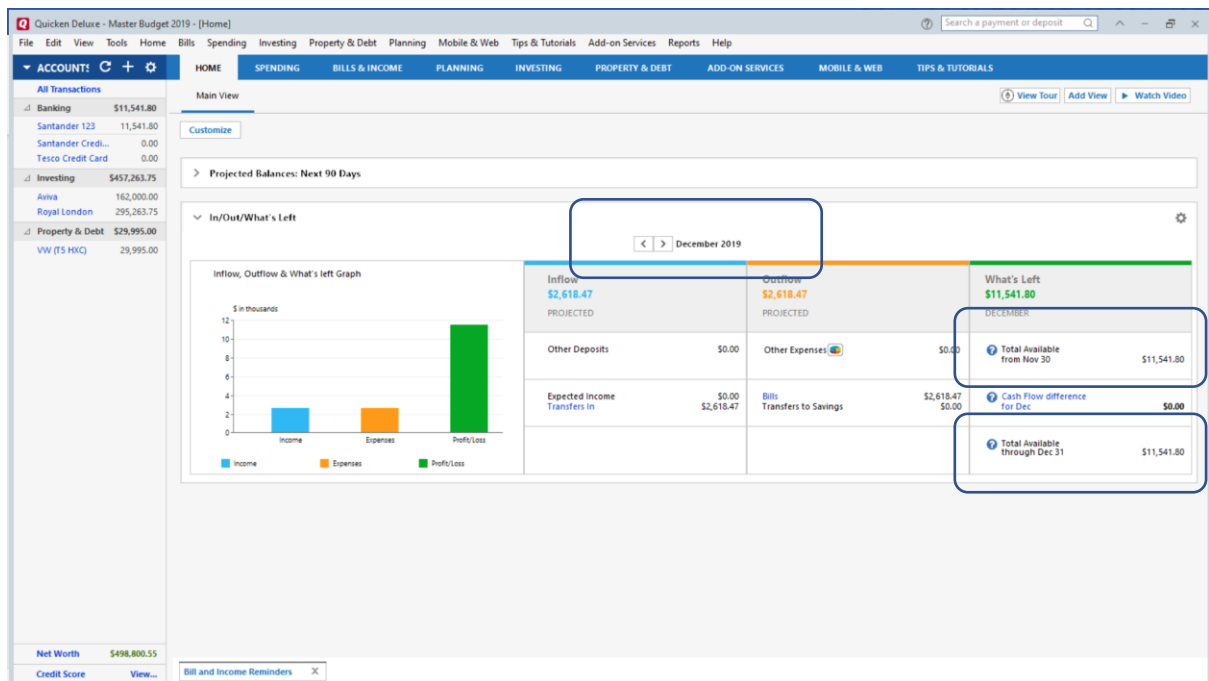 Quicken Deluxe - Master Budget 2019 - [Home]
Search a payment or deposit
File Edit View Tools Home Bills Spending Investing Property & Debt Planning Mobile & Web Tips & Tutorials Add-on Services Reports Help
ACCOUNTS
HOME SPENDING BILLS & INCOME PLANNING INVESTING PROPERTY & DEBT ADD-ON SERVICES MOBILE & WEB TIPS & TUTORIALS
All Transactions
Banking $11,541.80
Santander 123 11,541.80
Santander Credi... 0.00
Tesco Credit Card 0.00
Investing $457,263.75
Aviva 162,000.00
Royal London 295,263.75
Property & Debt $29,995.00
VW (T5 HXC) 29,995.00
Main View
View Tour Add View Watch Video
Customize
Projected Balances: Next 90 Days
In/Out/What's Left
December 2019
Inflow, Outflow & What's left Graph
$ in thousands
12
10
8
6
4
2
0
Income Expenses Profit/Loss
Income Expenses Profit/Loss
Inflow
$2,618.47
PROJECTED
Other Deposits $0.00
Expected Income $0.00
Transfers In $2,618.47
Outflow
$2,618.47
PROJECTED
Other Expenses $0.00
Bills $2,618.47
Transfers to Savings $0.00
What's Left
$11,541.80
DECEMBER
Total Available
from Nov 30 $11,541.80
Cash Flow difference
for Dec $0.00
Total Available
through Dec 31 $11,541.80
Net Worth $498,800.55
Credit Score View...
Bill and Income Reminders X